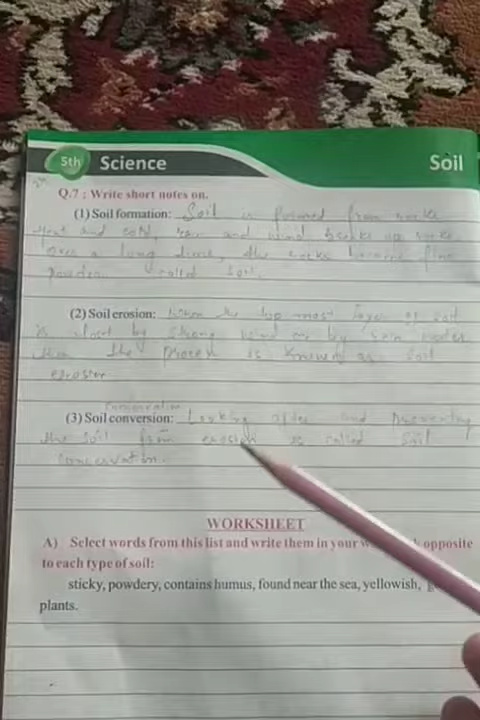 5th Science Soil
Q.7 : Write short notes on.
(1) Soil formation: Soil is formed from rocks
Heat and cold, rain and wind breaks up rocks
over a long time, the rocks become fine
powder called soil.
(2) Soil erosion: when the top most layer of soil
is lost by strong wind or by rain water
then the process is known as soil
erosion
conservation
(3) Soil conversion: Looking after and preventing
the soil from erosion is called soil
conservation.
WORKSHEET
A) Select words from this list and write them in your opposite
to each type of soil:
sticky, powdery, contains humus, found near the sea, yellowish,
plants.